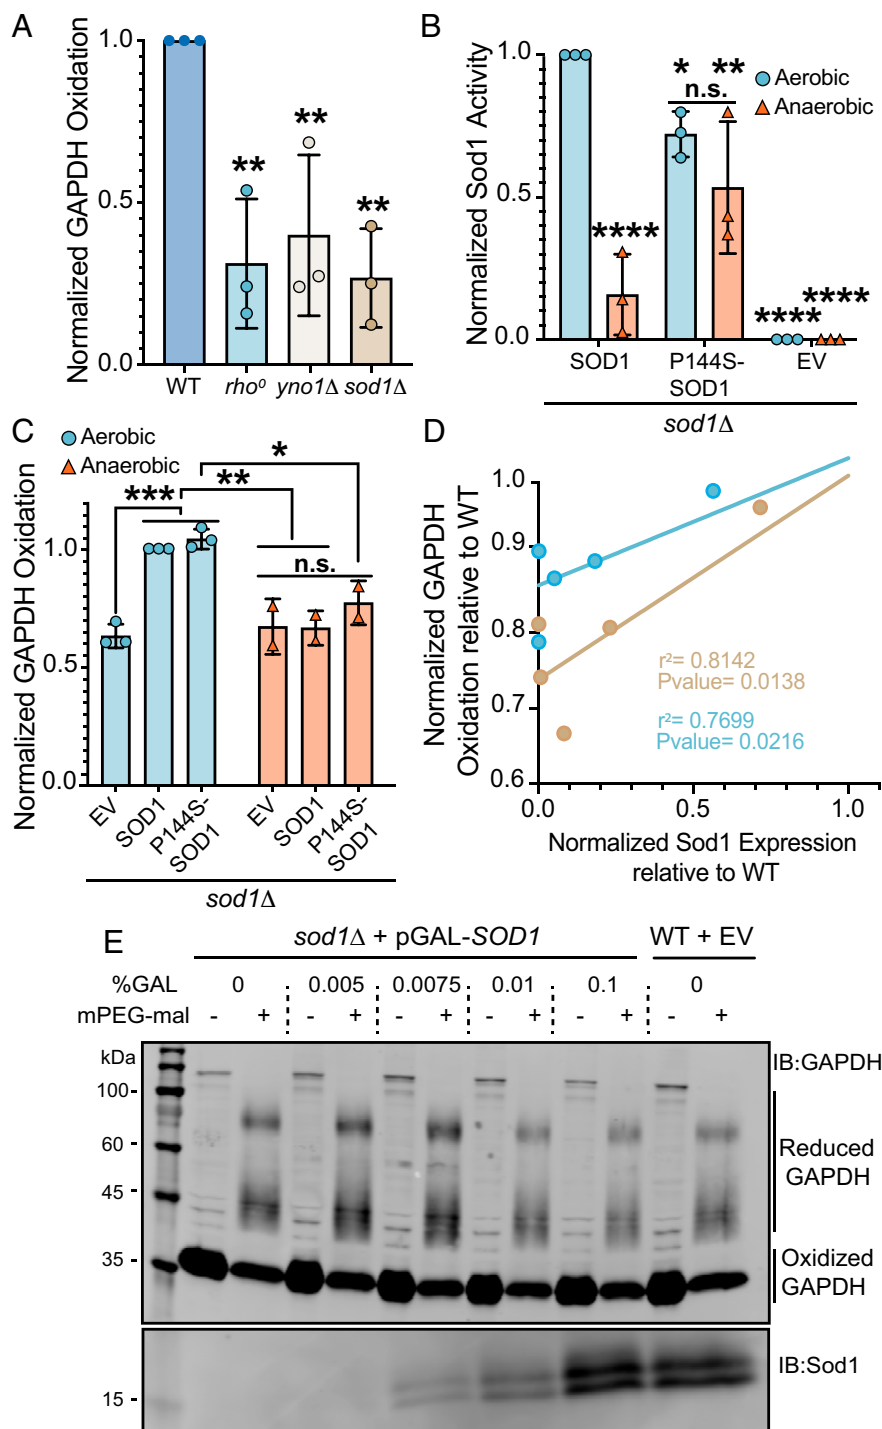 A
Normalized GAPDH Oxidation
1.0
0.5
0.0
**
**
**
WT
rho⁰
yno1Δ
sod1Δ
B
Normalized Sod1 Activity
1.0
0.5
0.0
Aerobic
Anaerobic
****
*
**
n.s.
****
****
SOD1
P144S-
SOD1
EV
sod1Δ
C
Normalized GAPDH Oxidation
Aerobic
Anaerobic
1.0
0.5
0.0
***
**
*
n.s.
EV
SOD1
P144S-
SOD1
EV
SOD1
P144S-
SOD1
sod1Δ
D
Normalized GAPDH
Oxidation relative to WT
1.0
0.9
0.8
0.7
0.6
r²= 0.8142
Pvalue= 0.0138
r²= 0.7699
Pvalue= 0.0216
0.0
0.5
1.0
Normalized Sod1 Expression
relative to WT
E
sod1Δ + pGAL-SOD1
WT + EV
%GAL 0 0.005 0.0075 0.01 0.1 0
mPEG-mal - + - + - + - + - + - +
kDa
100
60
45
35
15
IB:GAPDH
Reduced
GAPDH
Oxidized
GAPDH
IB:Sod1